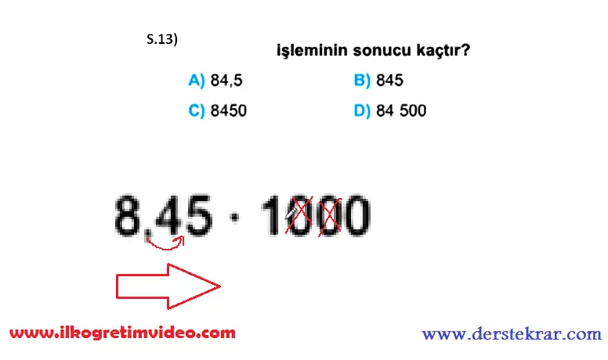 S.13)
işleminin sonucu kaçtır?
A) 84,5 B) 845
C) 8450 D) 84 500
8,45 · 1000
www.ilkogretimvideo.com
www.derstekrar.com